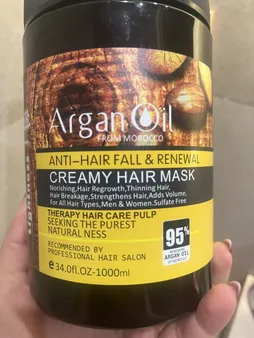 Argan Oil
FROM MOROCCO
ANTI-HAIR FALL & RENEWAL
CREAMY HAIR MASK
Norishing,Hair Regrowth,Thinning Hair,
Hair Breakage,Strengthens Hair,Adds Volume,
For All Hair Types,Men & Women.Sulfate Free
THERAPY HAIR CARE PULP
SEEKING THE PUREST
NATURAL NESS
RECOMMENDED BY
PROFESSIONAL HAIR SALON
e 34.0fl.OZ-1000ml
95%
ARGAN OIL